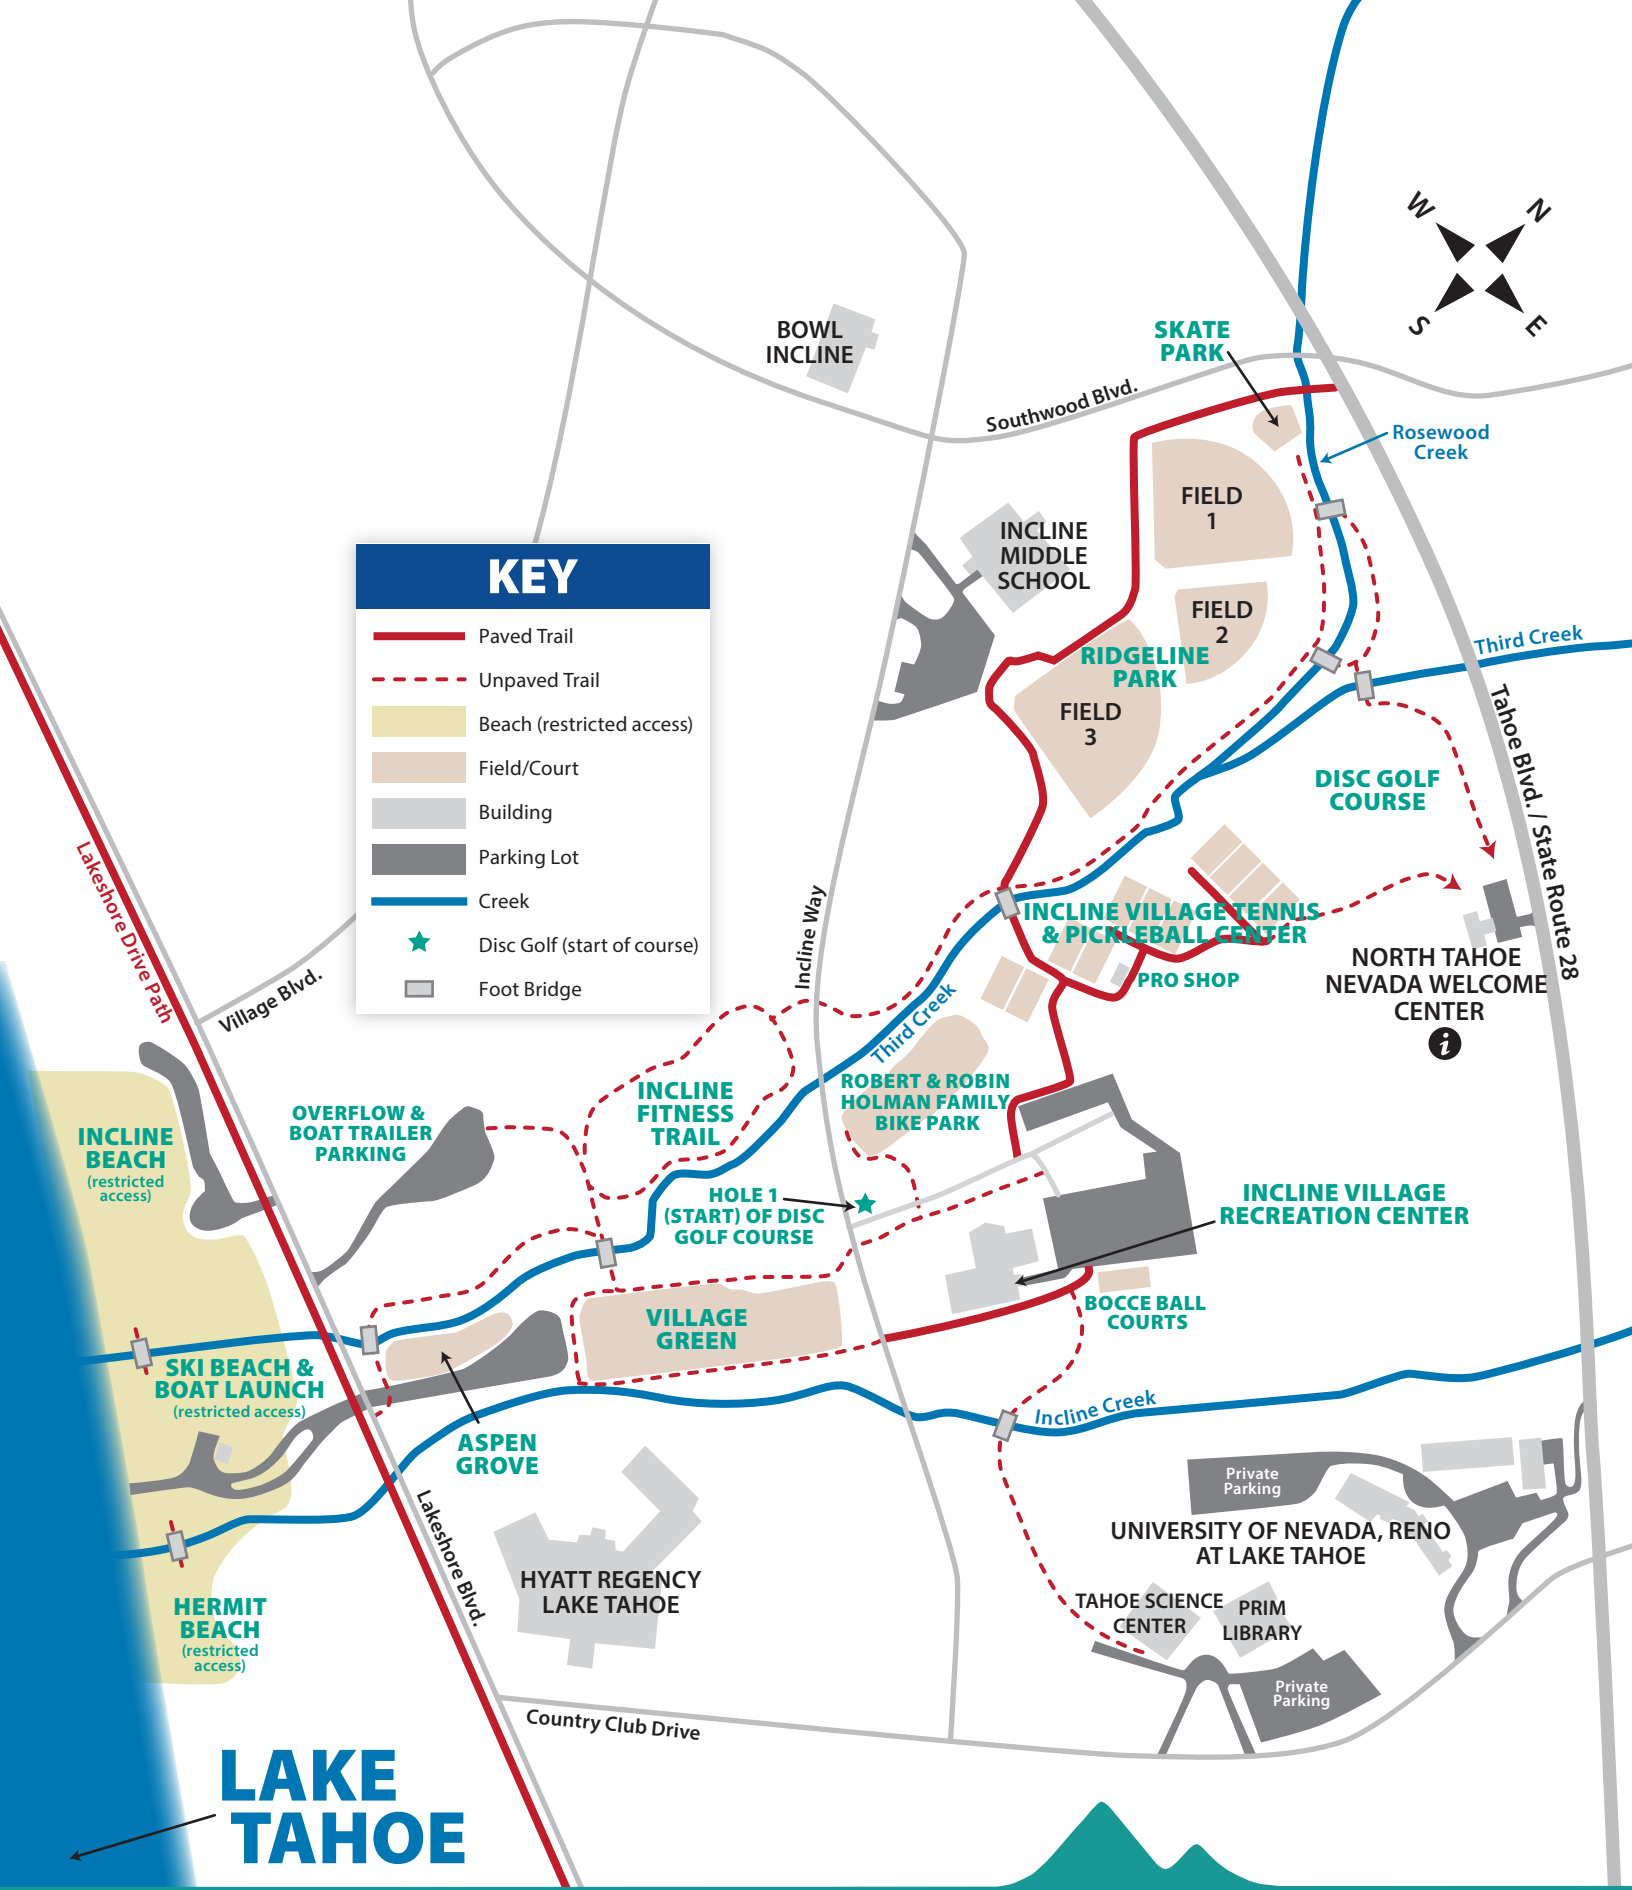 W
N
S
E
BOWL
INCLINE
SKATE
PARK
Southwood Blvd.
Rosewood
Creek
FIELD
1
INCLINE
MIDDLE
SCHOOL
FIELD
2
RIDGELINE
PARK
FIELD
3
Third Creek
Tahoe Blvd. / State Route 28
DISC GOLF
COURSE
KEY
Paved Trail
Unpaved Trail
Beach (restricted access)
Field/Court
Building
Parking Lot
Creek
Disc Golf (start of course)
Foot Bridge
Lakeshore Drive Path
Village Blvd.
Incline Way
INCLINE VILLAGE TENNIS
& PICKLEBALL CENTER
PRO SHOP
NORTH TAHOE
NEVADA WELCOME
CENTER
i
Third Creek
ROBERT & ROBIN
HOLMAN FAMILY
BIKE PARK
INCLINE
FITNESS
TRAIL
OVERFLOW &
BOAT TRAILER
PARKING
INCLINE
BEACH
(restricted
access)
HOLE 1
(START) OF DISC
GOLF COURSE
INCLINE VILLAGE
RECREATION CENTER
BOCCE BALL
COURTS
VILLAGE
GREEN
SKI BEACH &
BOAT LAUNCH
(restricted access)
ASPEN
GROVE
Incline Creek
Lakeshore Blvd.
HERMIT
BEACH
(restricted
access)
HYATT REGENCY
LAKE TAHOE
Private
Parking
UNIVERSITY OF NEVADA, RENO
AT LAKE TAHOE
TAHOE SCIENCE
CENTER
PRIM
LIBRARY
Private
Parking
Country Club Drive
LAKE
TAHOE